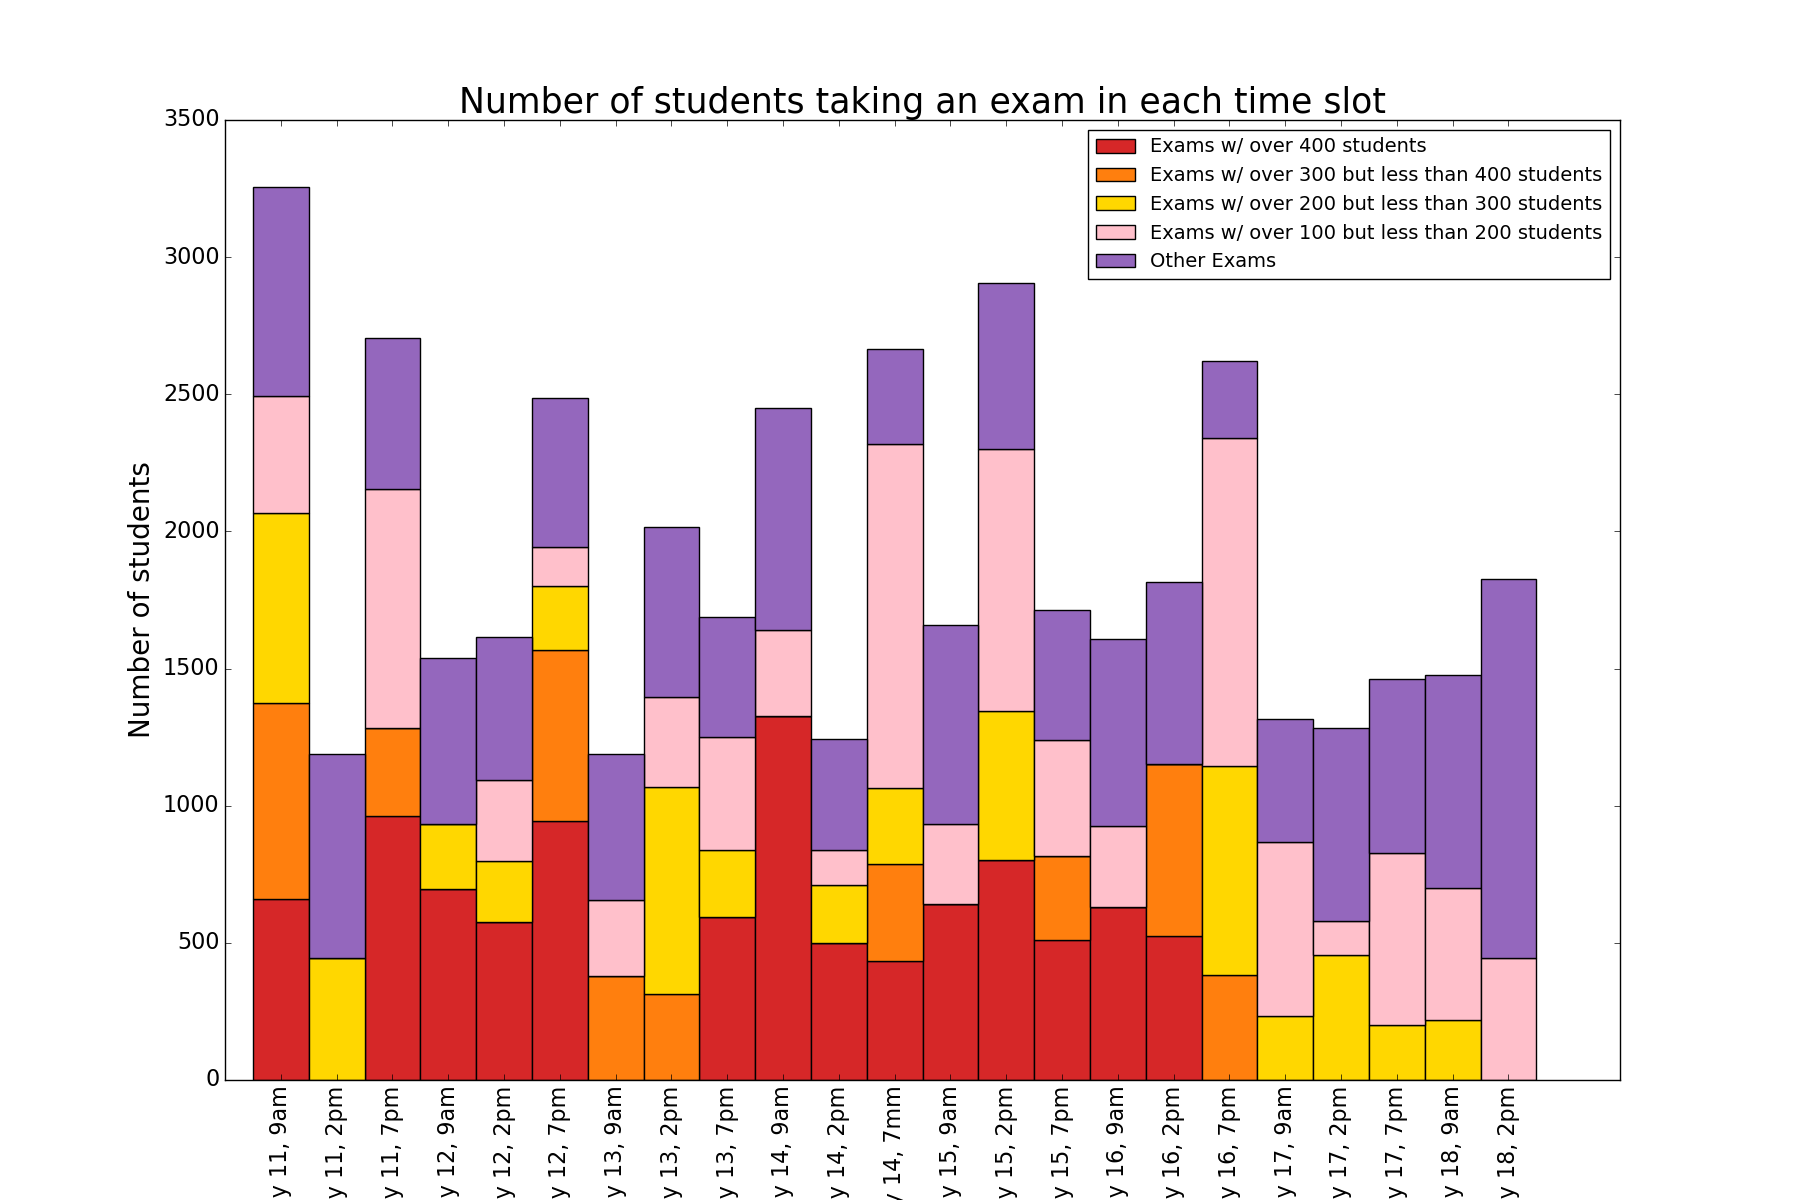 Number of students taking an exam in each time slot
Number of students
3500
3000
2500
2000
1500
1000
500
0
Exams w/ over 400 students
Exams w/ over 300 but less than 400 students
Exams w/ over 200 but less than 300 students
Exams w/ over 100 but less than 200 students
Other Exams
y 11, 9am
y 11, 2pm
y 11, 7pm
y 12, 9am
y 12, 2pm
y 12, 7pm
y 13, 9am
y 13, 2pm
y 13, 7pm
y 14, 9am
y 14, 2pm
y 14, 7mm
y 15, 9am
y 15, 2pm
y 15, 7pm
y 16, 9am
y 16, 2pm
y 16, 7pm
y 17, 9am
y 17, 2pm
y 17, 7pm
y 18, 9am
y 18, 2pm